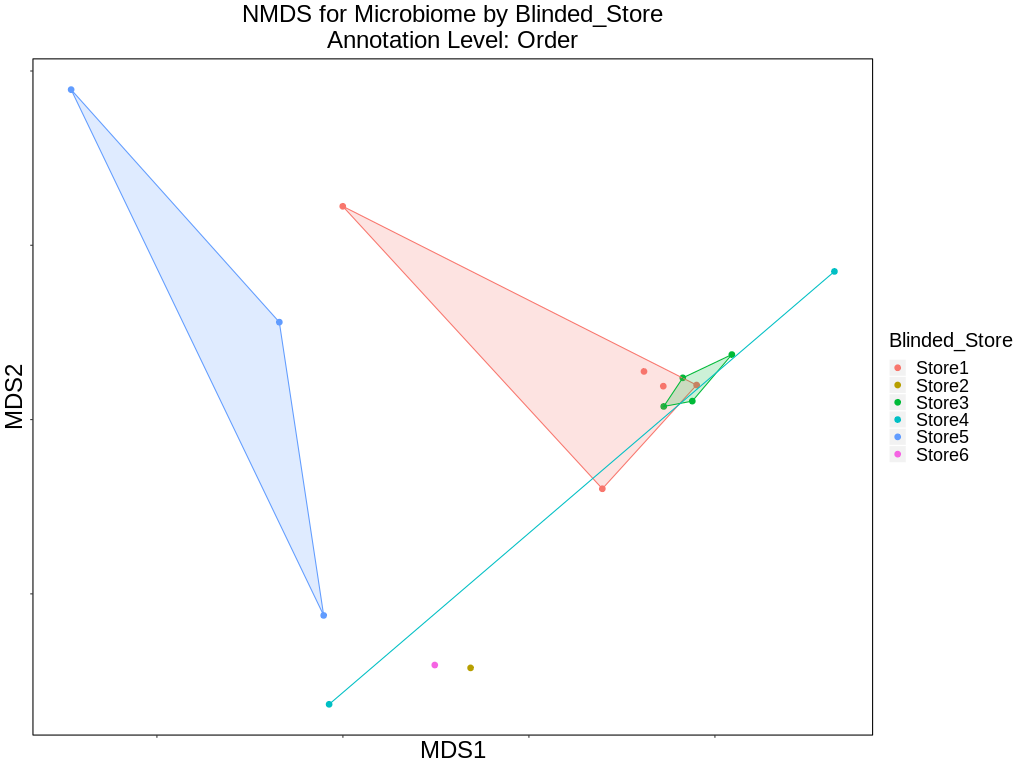 NMDS for Microbiome by Blinded_Store
Annotation Level: Order
MDS2
MDS1
Blinded_Store
Store1
Store2
Store3
Store4
Store5
Store6